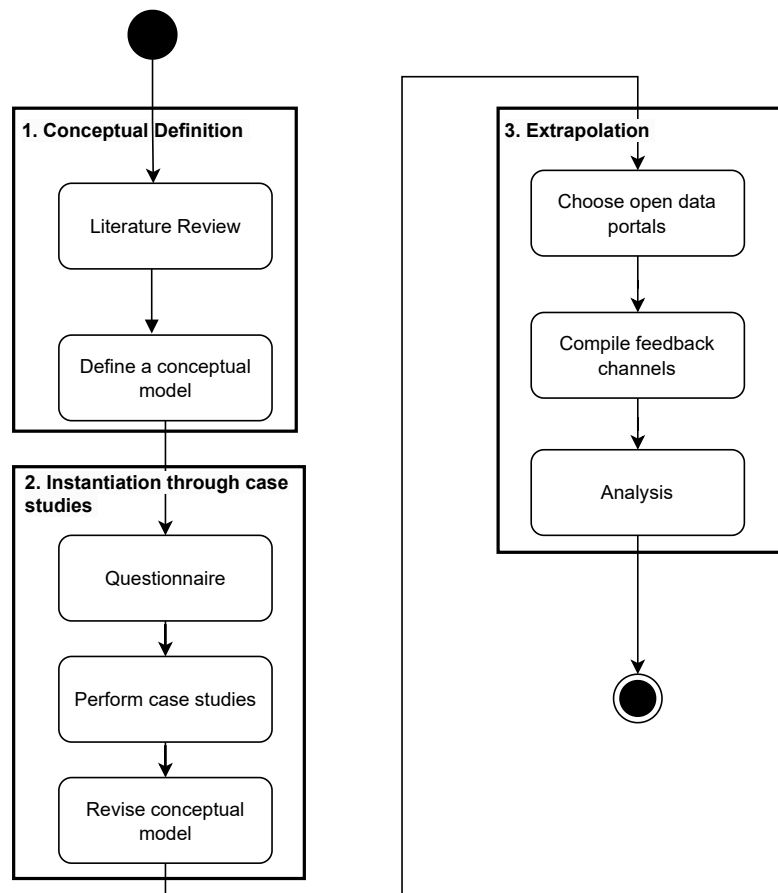 1. Conceptual Definition
Literature Review
Define a conceptual
model
2. Instantiation through case
studies
Questionnaire
Perform case studies
Revise conceptual
model
3. Extrapolation
Choose open data
portals
Compile feedback
channels
Analysis